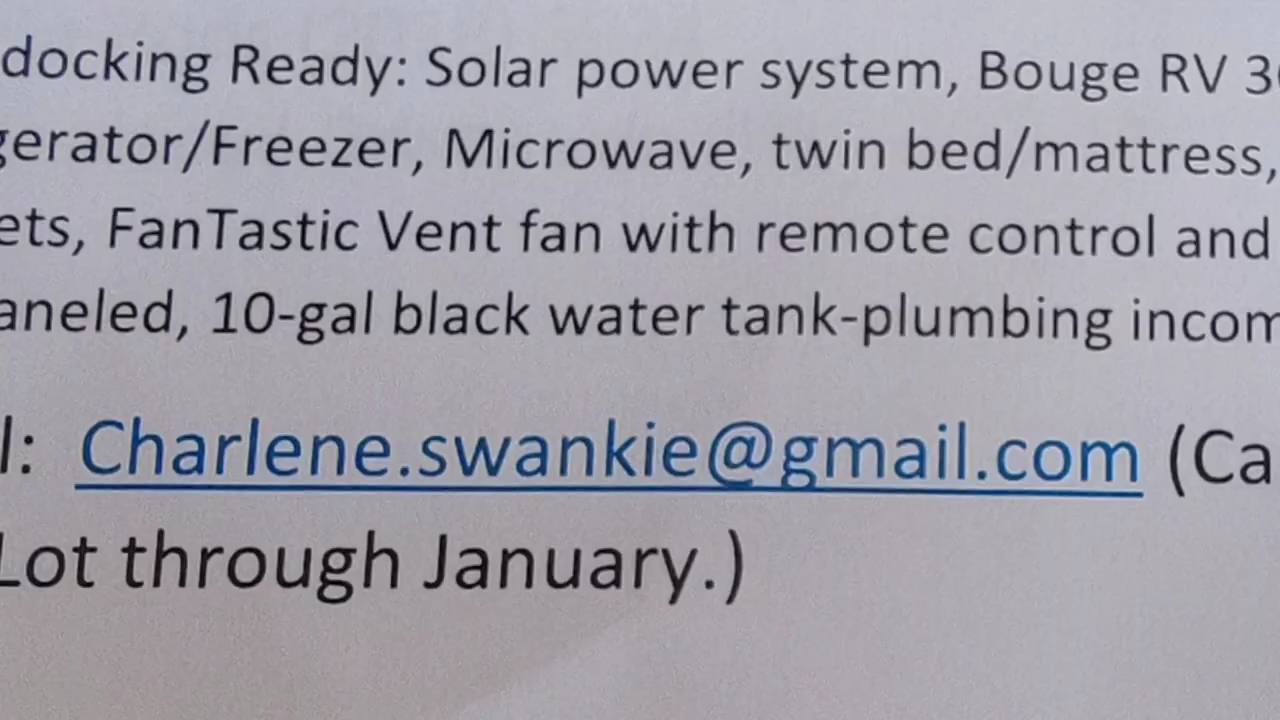 docking Ready: Solar power system, Bouge RV 30
gerator/Freezer, Microwave, twin bed/mattress,
ets, FanTastic Vent fan with remote control and
aneled, 10-gal black water tank-plumbing incom
l: Charlene.swankie@gmail.com (Ca
Lot through January.)